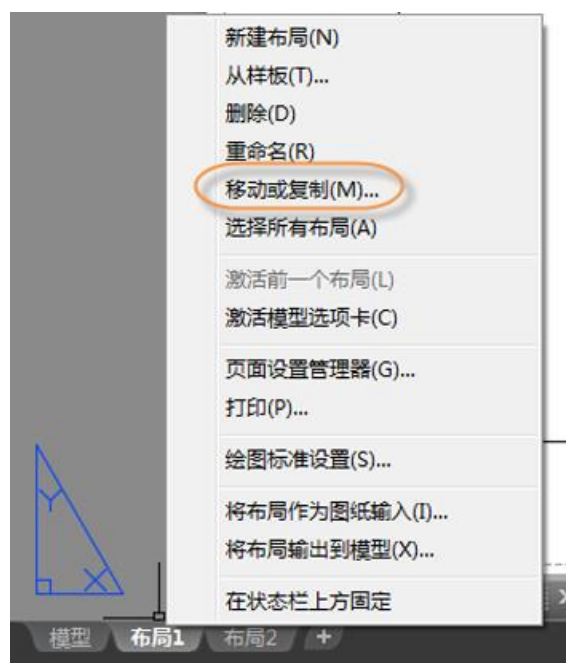 新建布局(N)
从样板(T)...
删除(D)
重命名(R)
移动或复制(M)...
选择所有布局(A)
激活前一个布局(L)
激活模型选项卡(C)
页面设置管理器(G)...
打印(P)...
绘图标准设置(S)...
将布局作为图纸输入(I)...
将布局输出到模型(X)...
在状态栏上方固定
Y
X
模型 布局1 布局2 +